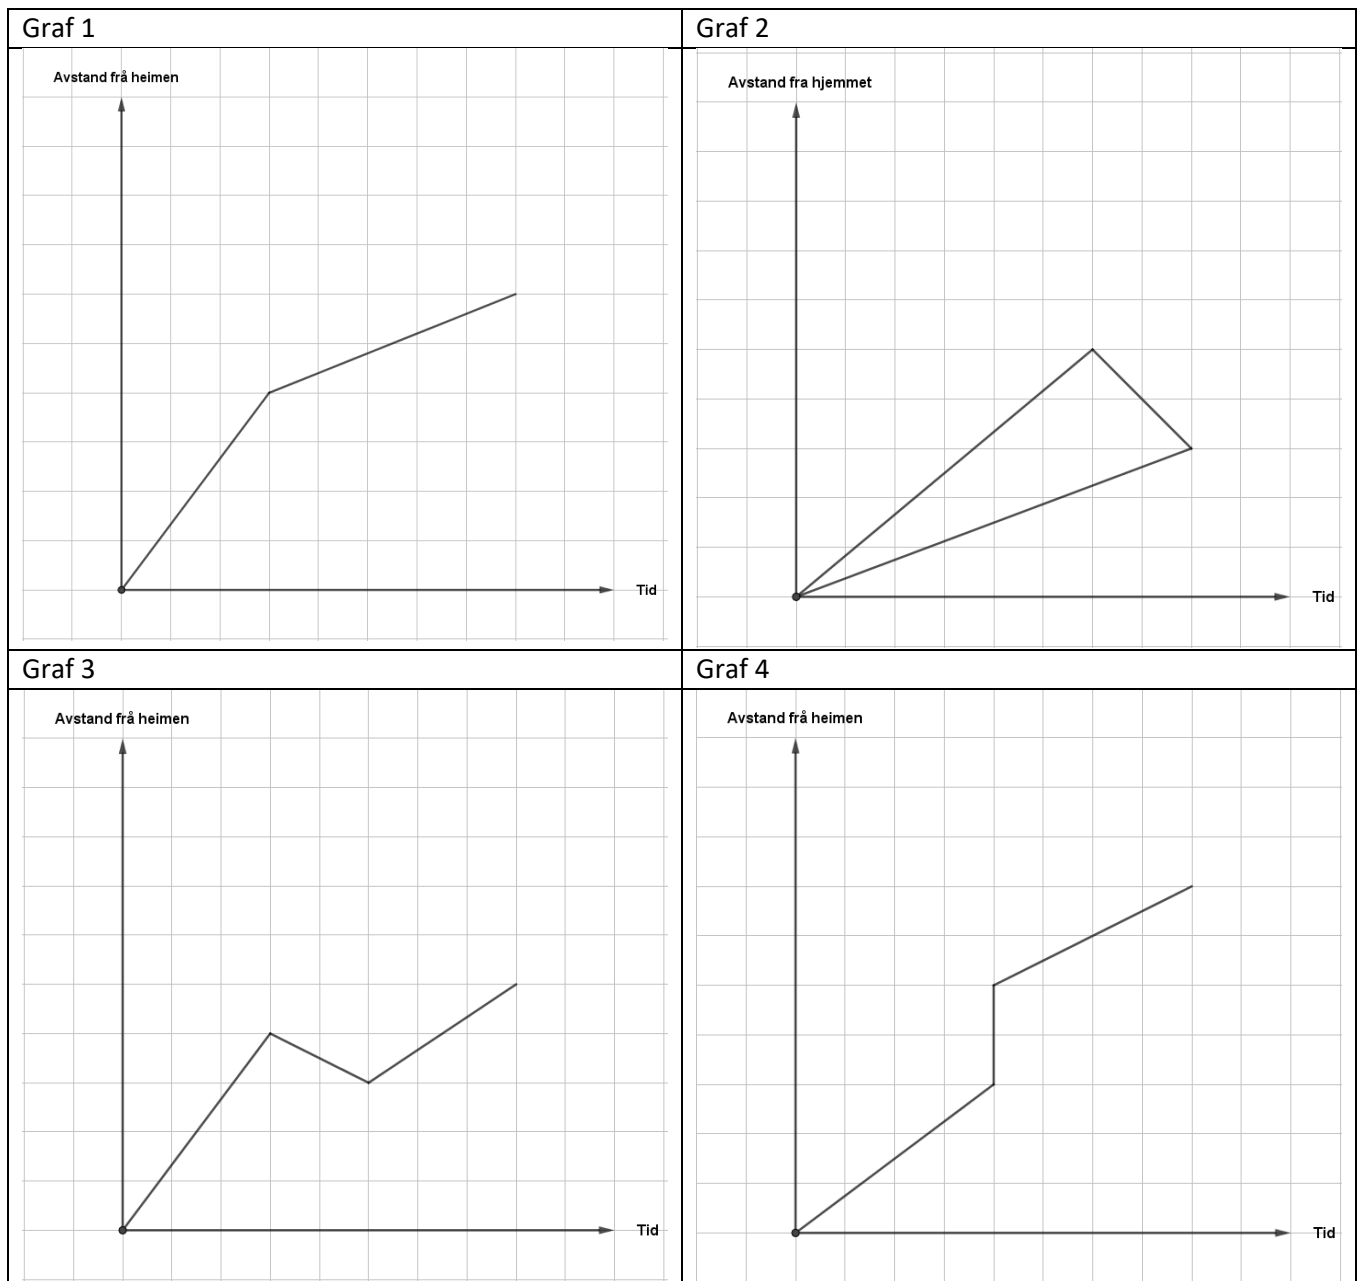 Graf 1
Avstand frå heimen
Tid
Graf 2
Avstand fra hjemmet
Tid
Graf 3
Avstand frå heimen
Tid
Graf 4
Avstand frå heimen
Tid